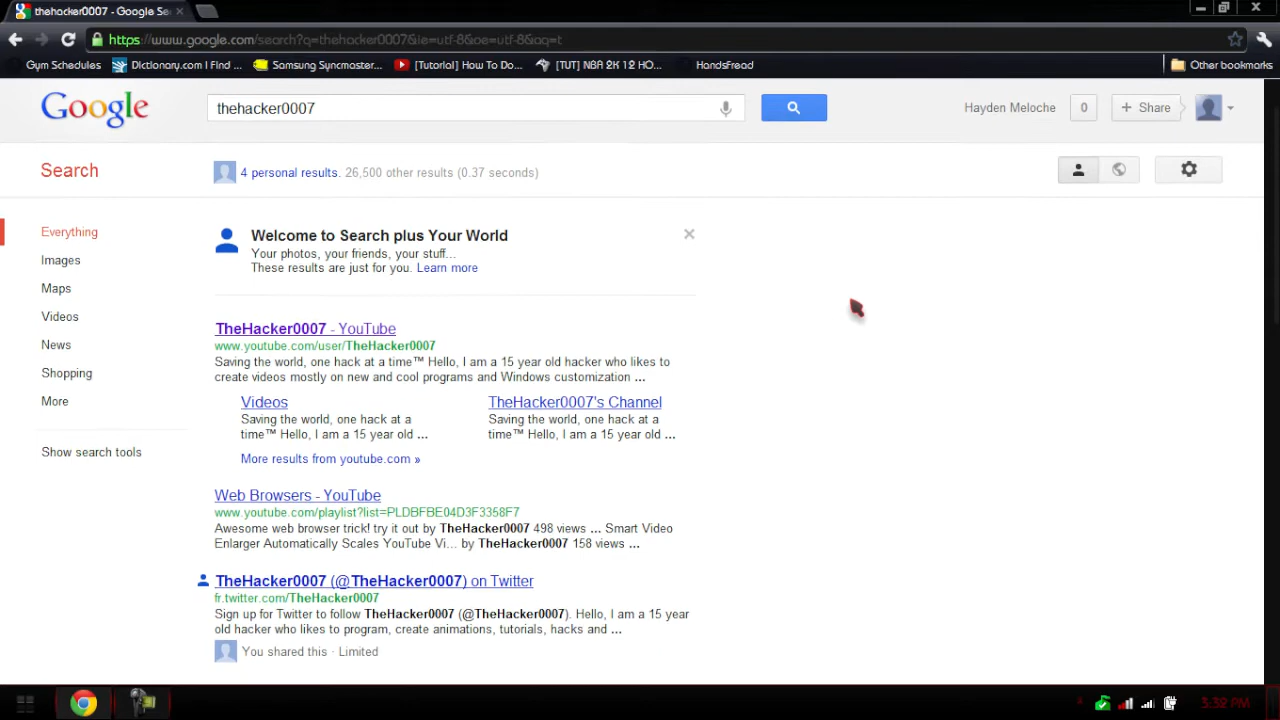 thehacker0007 - Google Se
https://www.google.com/search?q=thehacker0007&ie=utf-8&oe=utf-8&aq=t
Gym Schedules
Dictionary.com | Find ...
Samsung Syncmaster...
[Tutorial] How To Do...
[TUT] NBA 2K 12 HO...
HandsFread
Other bookmarks
Google
thehacker0007
Hayden Meloche
0
+ Share
Search
4 personal results. 26,500 other results (0.37 seconds)
Everything
Images
Maps
Videos
News
Shopping
More
Show search tools
Welcome to Search plus Your World
Your photos, your friends, your stuff...
These results are just for you. Learn more
TheHacker0007 - YouTube
www.youtube.com/user/TheHacker0007
Saving the world, one hack at a time™ Hello, I am a 15 year old hacker who likes to
create videos mostly on new and cool programs and Windows customization ...
Videos
Saving the world, one hack at a
time™ Hello, I am a 15 year old ...
TheHacker0007's Channel
Saving the world, one hack at a
time™ Hello, I am a 15 year old ...
More results from youtube.com »
Web Browsers - YouTube
www.youtube.com/playlist?list=PLDBFBE04D3F3358F7
Awesome web browser trick! try it out by TheHacker0007 498 views ... Smart Video
Enlarger Automatically Scales YouTube Vi... by TheHacker0007 158 views ...
TheHacker0007 (@TheHacker0007) on Twitter
fr.twitter.com/TheHacker0007
Sign up for Twitter to follow TheHacker0007 (@TheHacker0007). Hello, I am a 15 year
old hacker who likes to program, create animations, tutorials, hacks and ...
You shared this · Limited
3:32 PM